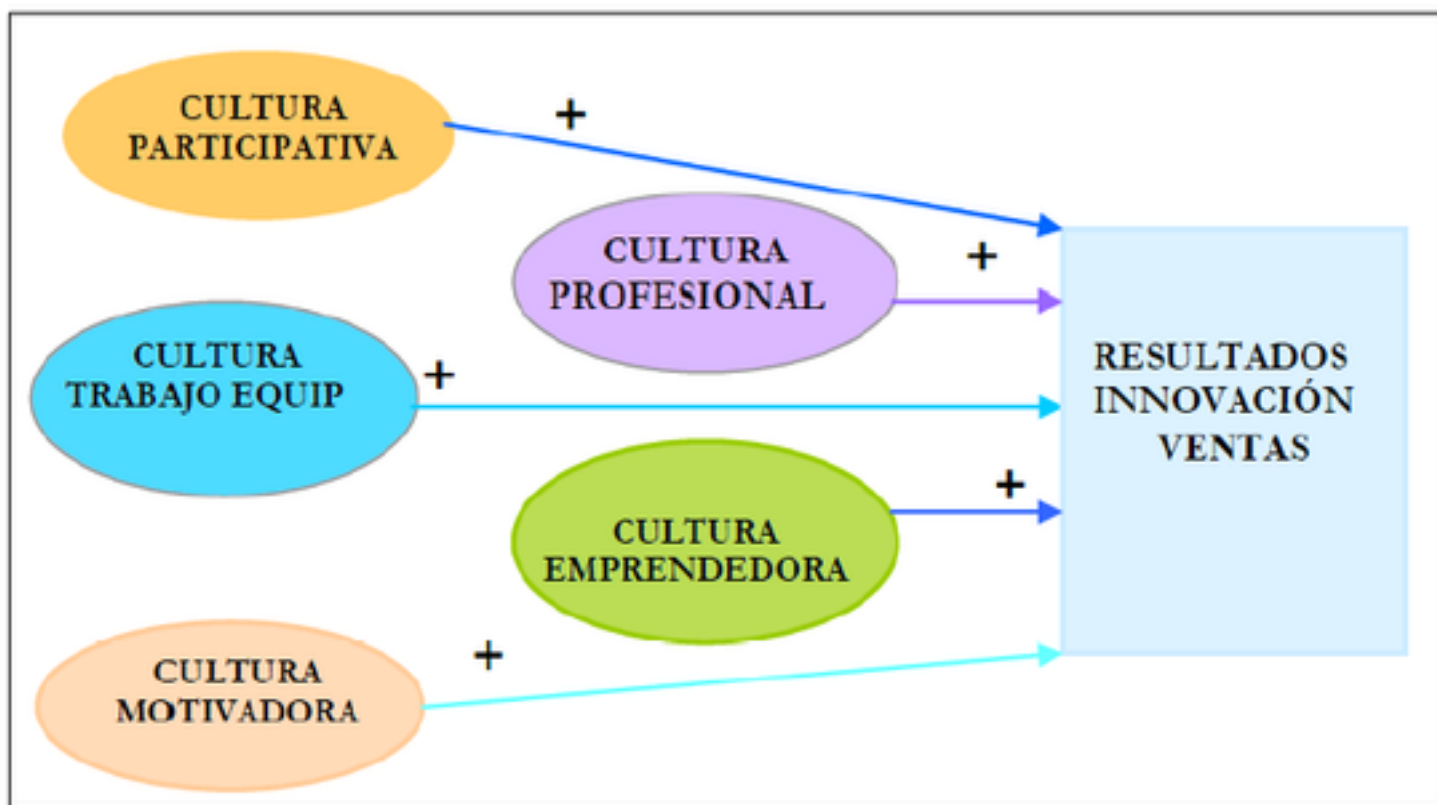 CULTURA
PARTICIPATIVA
+
CULTURA
PROFESIONAL
+
CULTURA
TRABAJO EQUIP
+
CULTURA
EMPRENDEDORA
+
CULTURA
MOTIVADORA
+
RESULTADOS
INNOVACIÓN
VENTAS